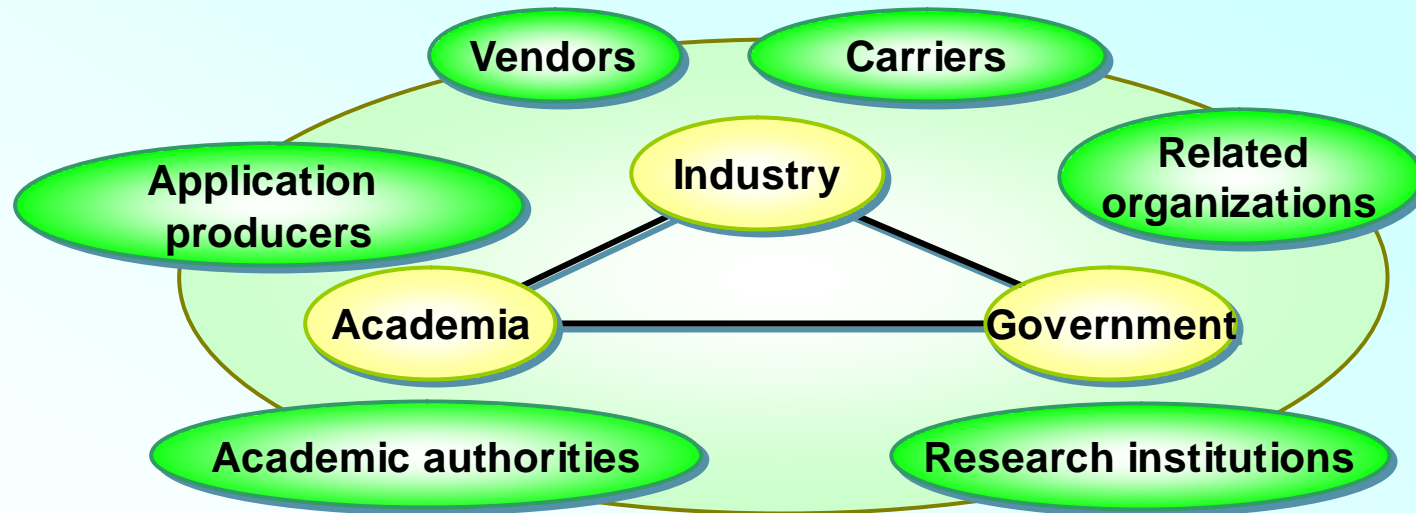 Vendors
Carriers
Industry
Related
organizations
Application
producers
Academia
Government
Academic authorities
Research institutions